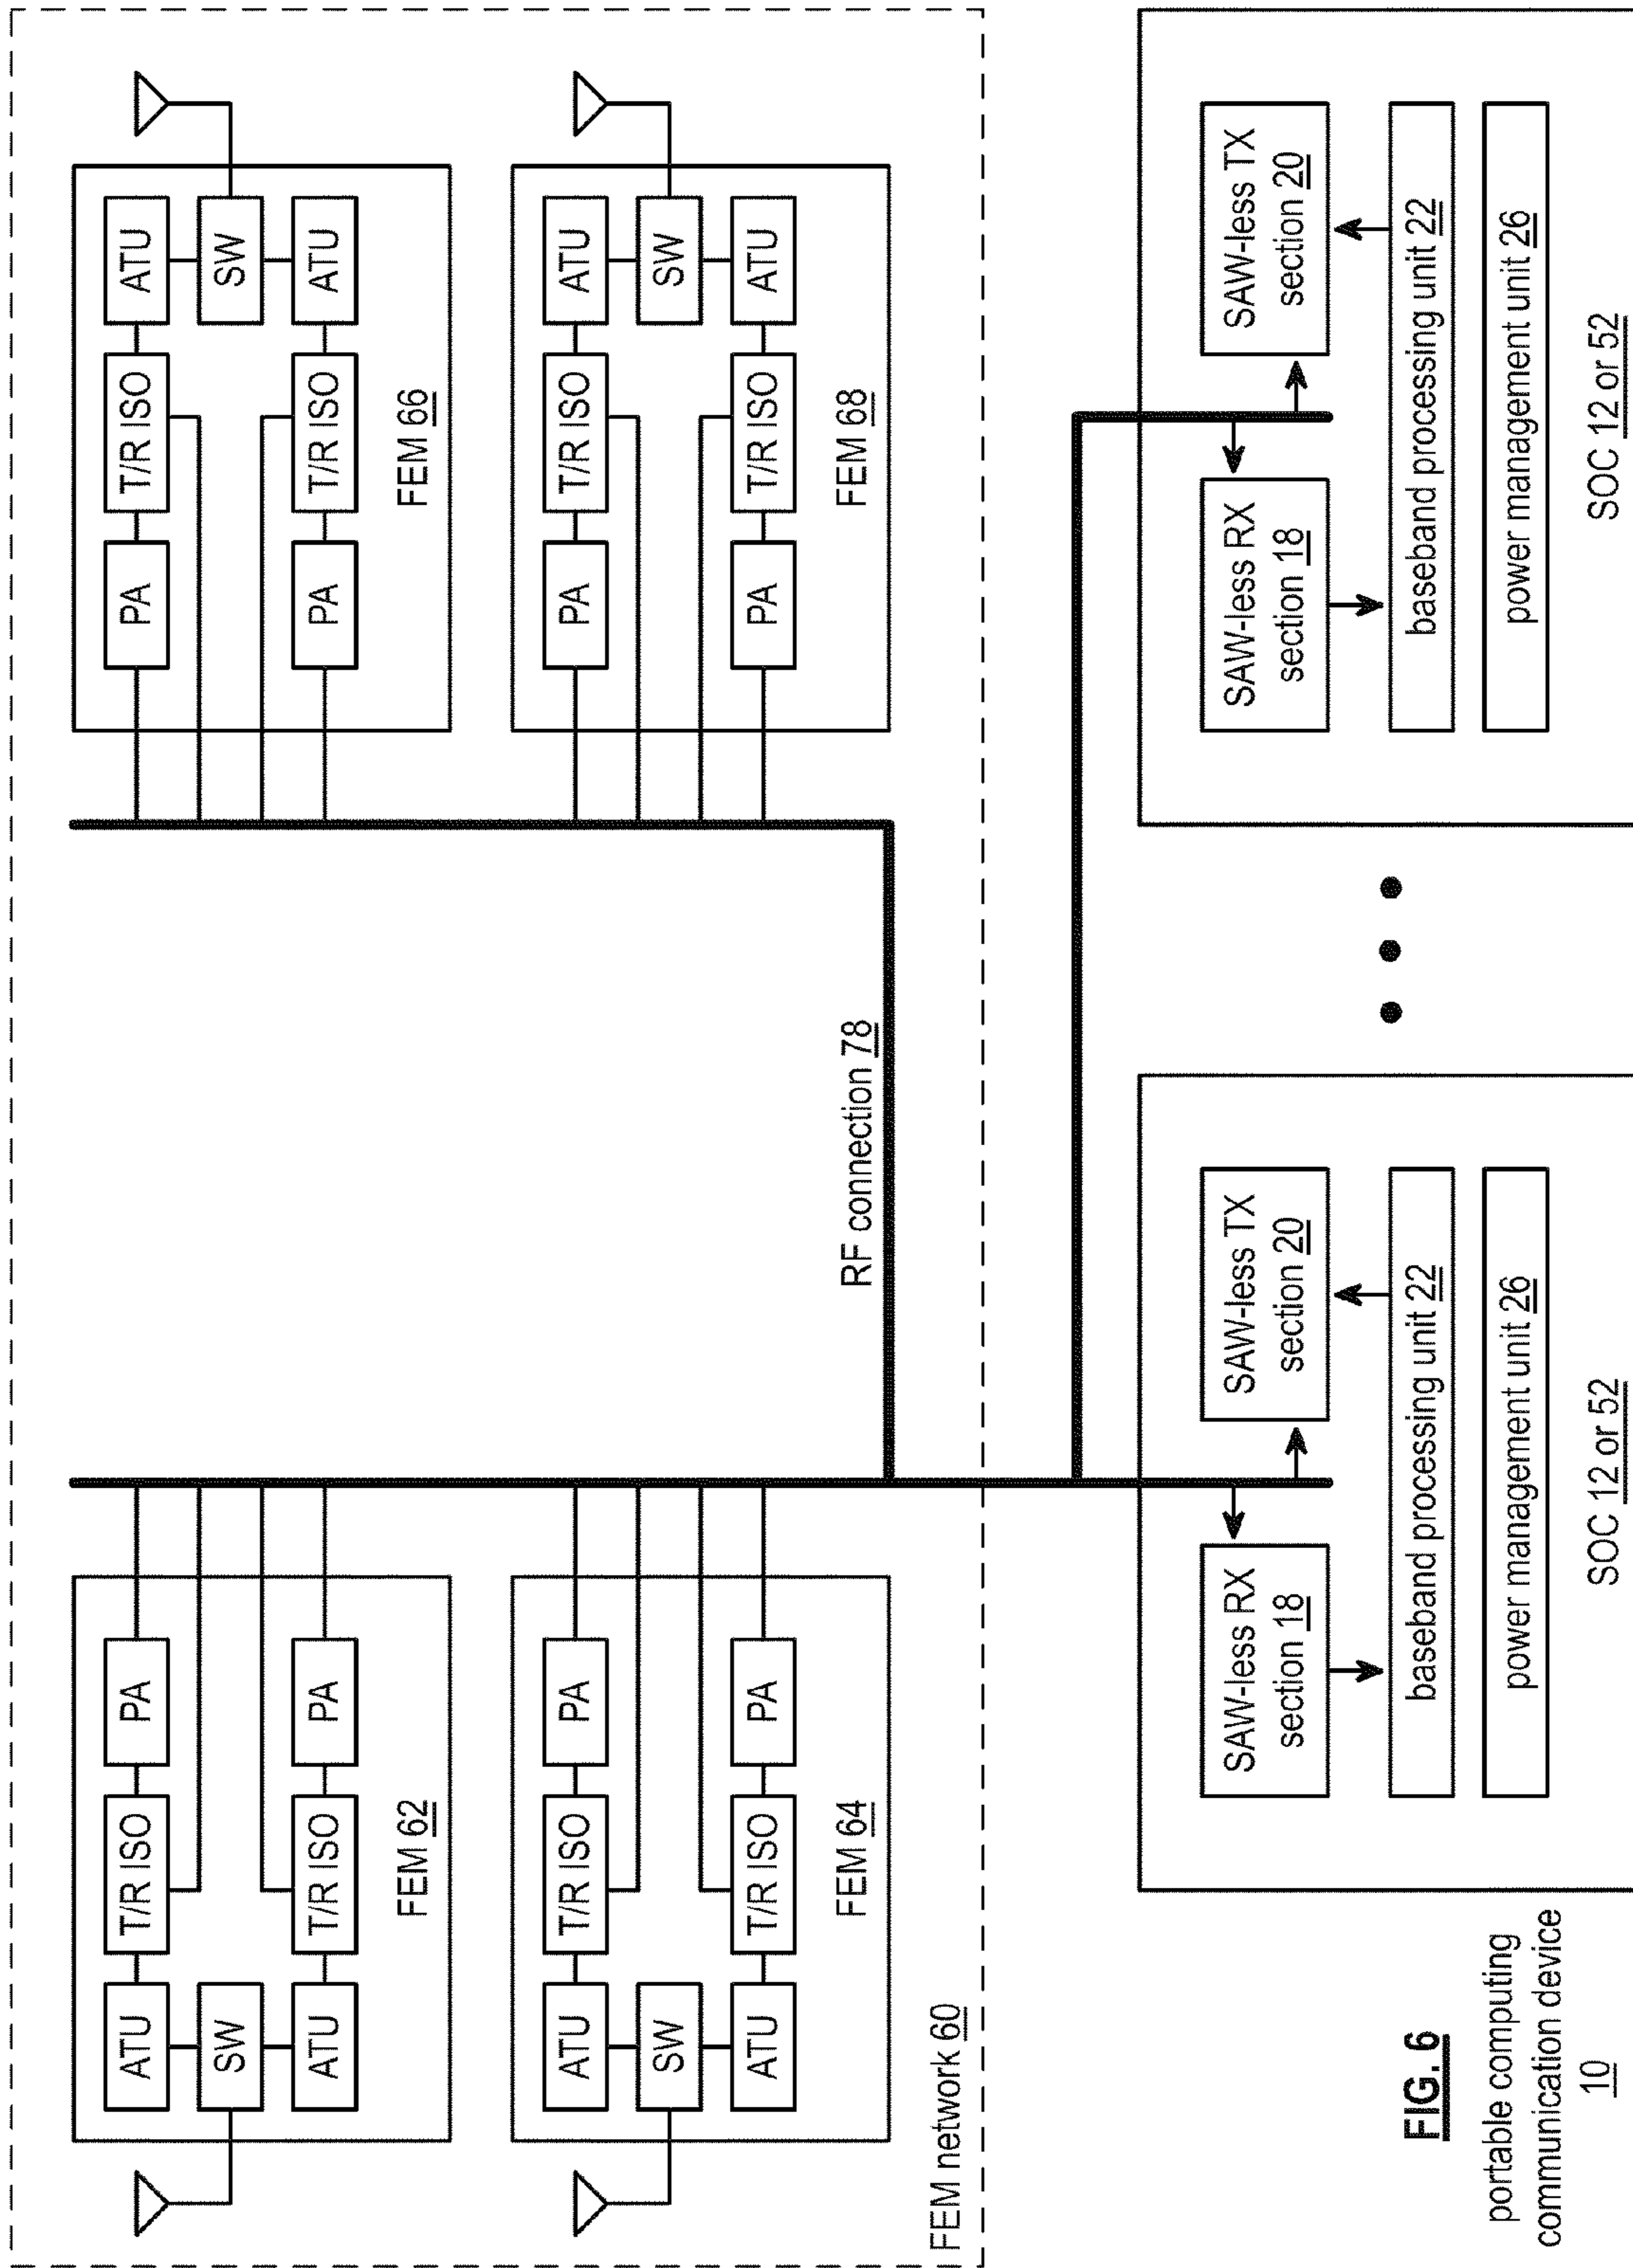 ATU
T/R ISO
PA
SW
ATU
T/R ISO
PA
FEM 62
PA
T/R ISO
ATU
SW
PA
T/R ISO
ATU
FEM 66
ATU
T/R ISO
PA
SW
ATU
T/R ISO
PA
FEM 64
PA
T/R ISO
ATU
SW
PA
T/R ISO
ATU
FEM 68
RF connection 78
FEM network 60
SAW-less RX
section 18
SAW-less TX
section 20
baseband processing unit 22
power management unit 26
SOC 12 or 52
SAW-less RX
section 18
SAW-less TX
section 20
baseband processing unit 22
power management unit 26
SOC 12 or 52
FIG. 6
portable computing
communication device
10